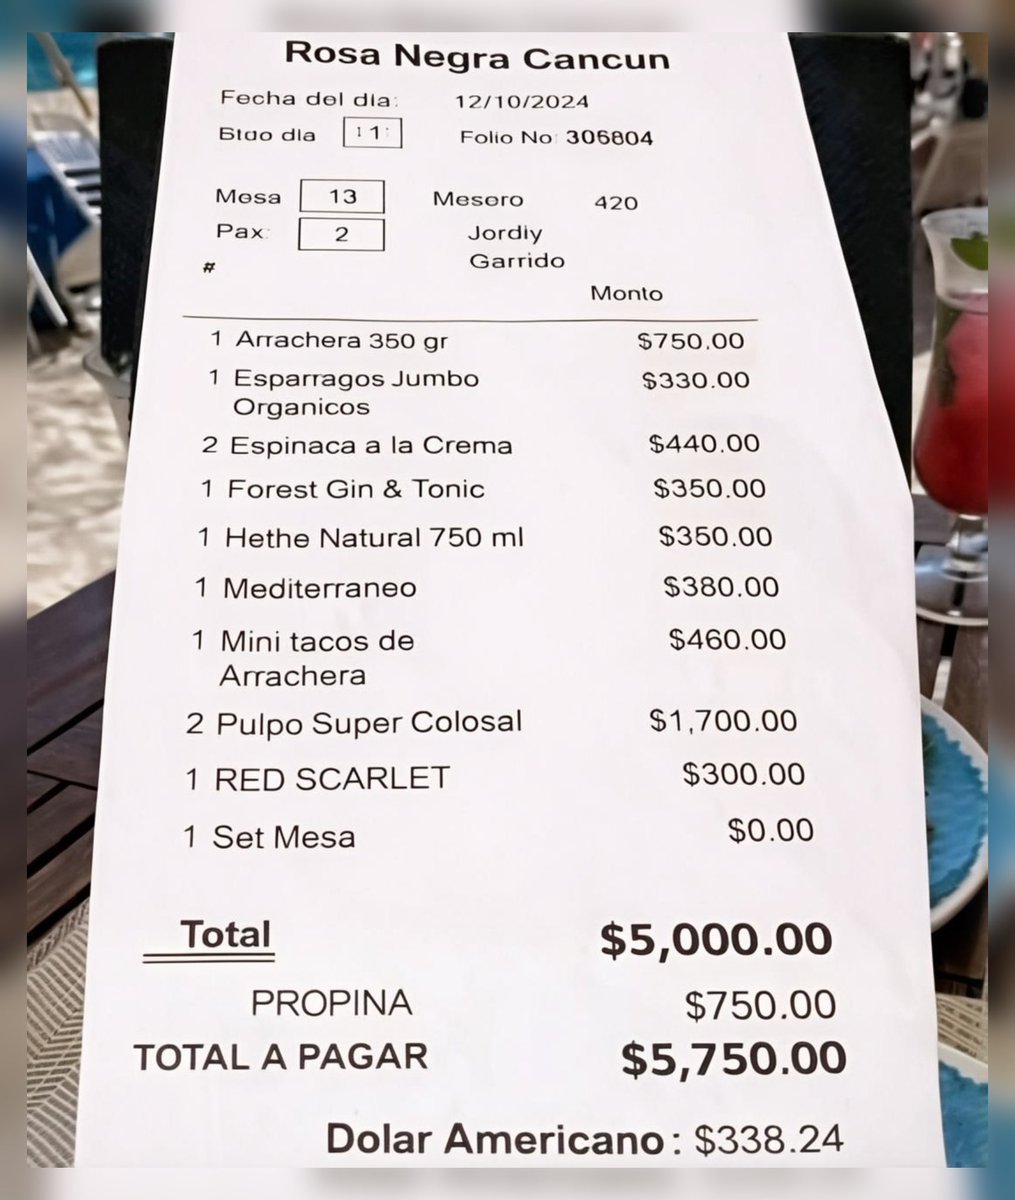 Rosa Negra Cancun
Fecha del dia: 12/10/2024
dia 1 Folio No: 306804
Mesa 13 Mesero 420
Pax: 2 Jordiy
# Garrido
Monto
1 Arrachera 350 gr $750.00
1 Esparragos Jumbo $330.00
Organicos
2 Espinaca a la Crema $440.00
1 Forest Gin & Tonic $350.00
1 Hethe Natural 750 ml $350.00
1 Mediterraneo $380.00
1 Mini tacos de $460.00
Arrachera
2 Pulpo Super Colosal $1,700.00
1 RED SCARLET $300.00
1 Set Mesa $0.00
Total $5,000.00
PROPINA $750.00
TOTAL A PAGAR $5,750.00
Dolar Americano: $338.24